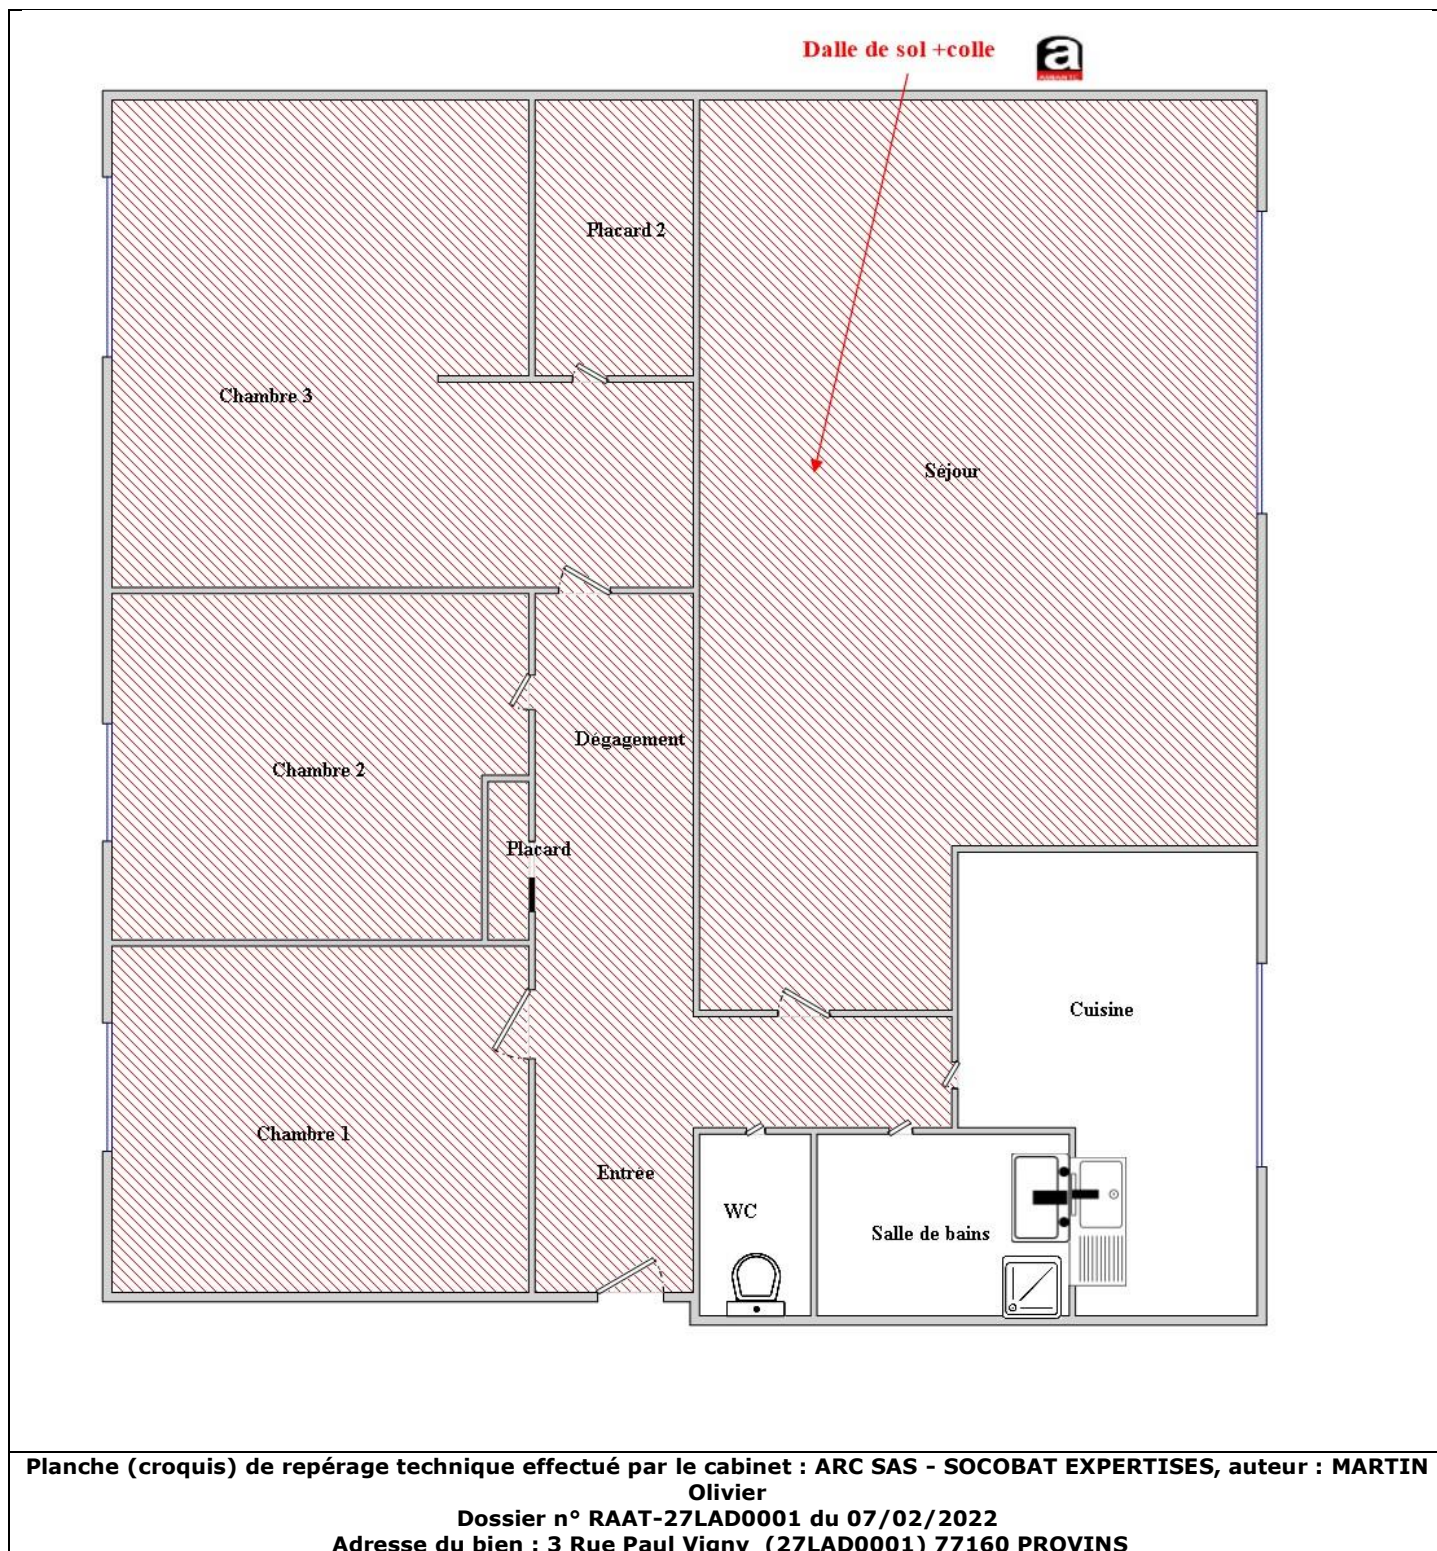 Dalle de sol +colle
a
AMIANTE
Placard 2
Chambre 3
Séjour
Dégagement
Chambre 2
Placard
Cuisine
Chambre 1
Entrée
WC
Salle de bains
Planche (croquis) de repérage technique effectué par le cabinet : ARC SAS - SOCOBAT EXPERTISES, auteur : MARTIN
Olivier
Dossier n° RAAT-27LAD0001 du 07/02/2022
Adresse du bien : 3 Rue Paul Vigny (27LAD0001) 77160 PROVINS